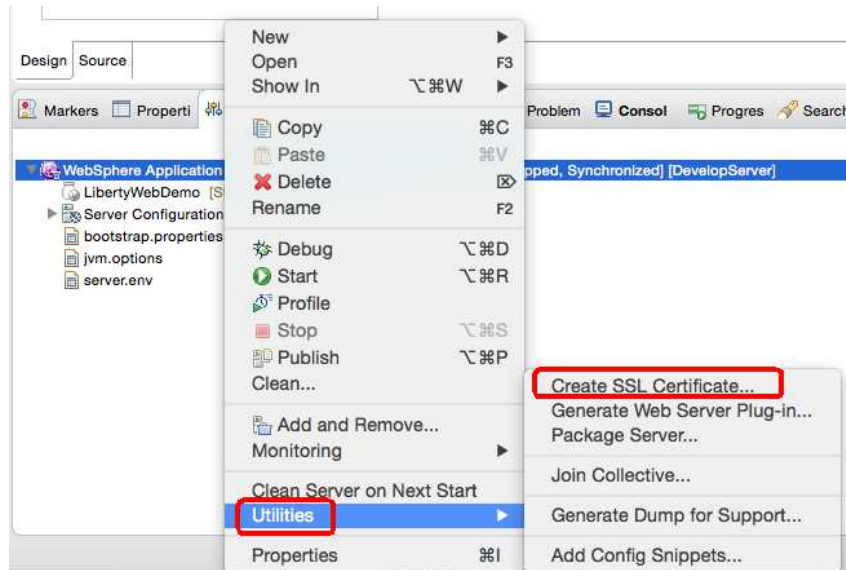 Design Source
Markers Properti Problem Consol Progres Search
WebSphere Application pped, Synchronized] [DevelopServer]
LibertyWebDemo [S
Server Configuration
bootstrap.properties
jvm.options
server.env
New
Open F3
Show In ⌥⌘W
Copy ⌘C
Paste ⌘V
Delete ⌦
Rename F2
Debug ⌥⌘D
Start ⌥⌘R
Profile
Stop ⌥⌘S
Publish ⌥⌘P
Clean...
Add and Remove...
Monitoring
Clean Server on Next Start
Utilities
Properties ⌘I
Create SSL Certificate...
Generate Web Server Plug-in...
Package Server...
Join Collective...
Generate Dump for Support...
Add Config Snippets...